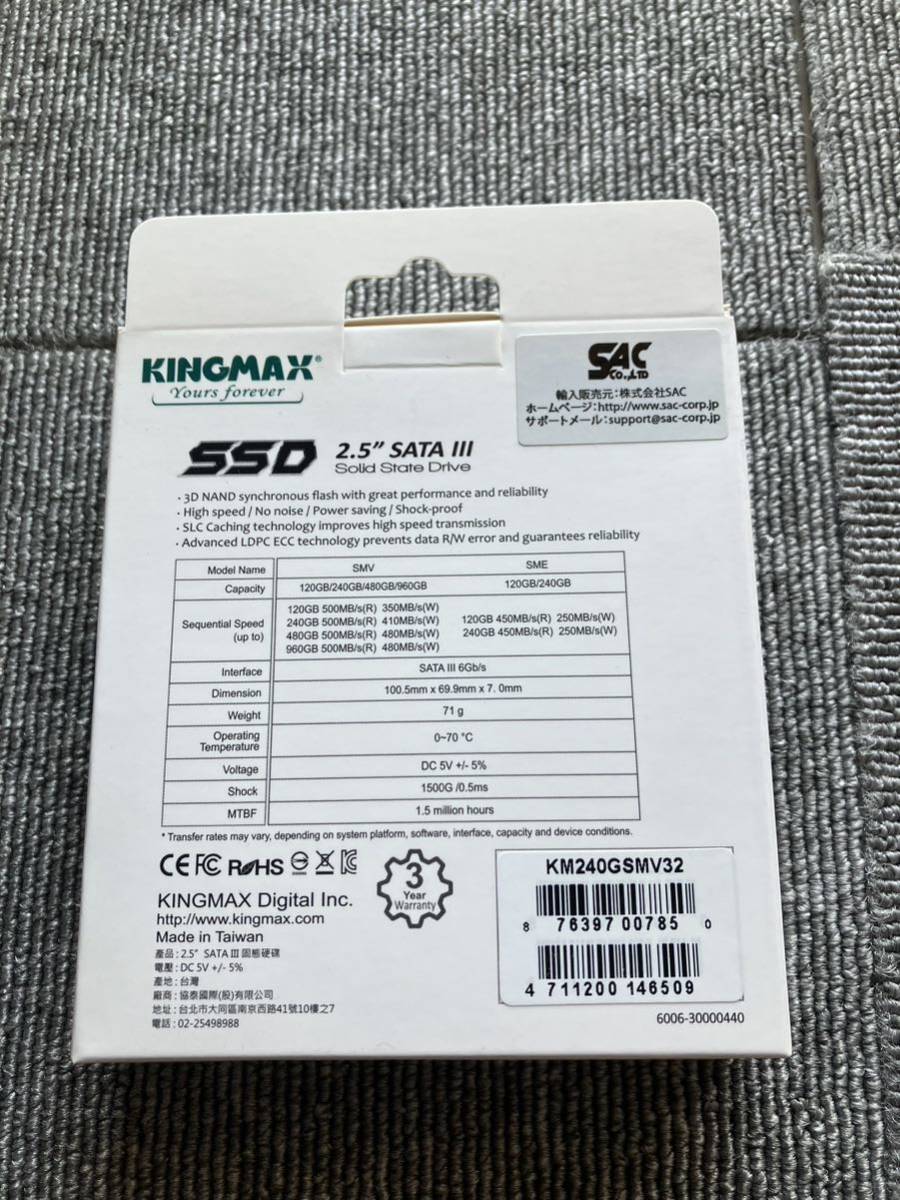 KINGMAX®
Yours forever
SAC
CO.,LTD
輸入販売元:株式会社SAC
ホームページ:http://www.sac-corp.jp
サポートメール:support@sac-corp.jp
SSD
2.5" SATA III
Solid State Drive
· 3D NAND synchronous flash with great performance and reliability
· High speed / No noise / Power saving / Shock-proof
· SLC Caching technology improves high speed transmission
· Advanced LDPC ECC technology prevents data R/W error and guarantees reliability
Model Name SMV SME
Capacity 120GB/240GB/480GB/960GB 120GB/240GB
Sequential Speed (up to)
120GB 500MB/s(R) 350MB/s(W)
240GB 500MB/s(R) 410MB/s(W)
480GB 500MB/s(R) 480MB/s(W)
960GB 500MB/s(R) 480MB/s(W)
120GB 450MB/s(R) 250MB/s(W)
240GB 450MB/s(R) 250MB/s(W)
Interface SATA III 6Gb/s
Dimension 100.5mm x 69.9mm x 7.0mm
Weight 71 g
Operating Temperature 0~70 °C
Voltage DC 5V +/- 5%
Shock 1500G /0.5ms
MTBF 1.5 million hours
* Transfer rates may vary, depending on system platform, software, interface, capacity and device conditions.
CE FC RoHS
3
Year
Warranty
KINGMAX Digital Inc.
http://www.kingmax.com
Made in Taiwan
產品:2.5" SATA III 固態硬碟
電壓:DC 5V +/- 5%
產地:台灣
廠商:協泰國際(股)有限公司
地址:台北市大同區南京西路41號10樓之7
電話:02-25498988
KM240GSMV32
8 76397 00785 0
4 711200 146509
6006-30000440